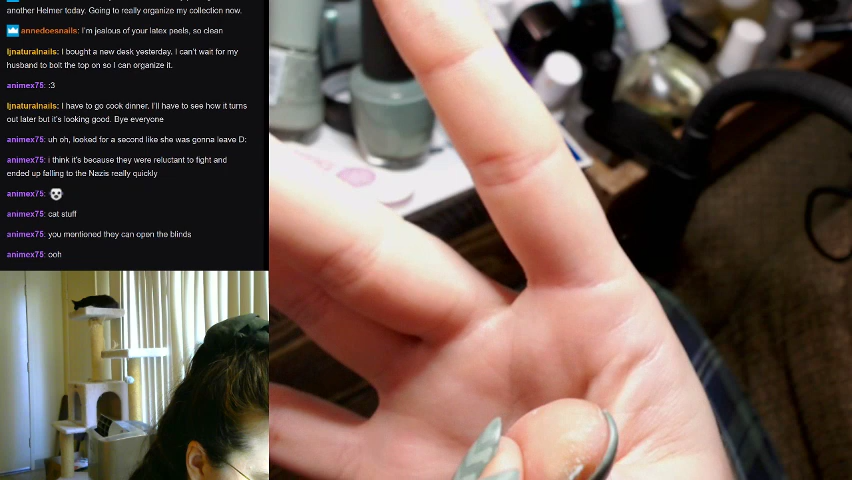 another Helmer today. Going to really organize my collection now.
annedoesnails: I'm jealous of your latex peels, so clean
ljnaturalnails: I bought a new desk yesterday. I can't wait for my
husband to bolt the top on so I can organize it.
animex75: :3
ljnaturalnails: I have to go cook dinner. I'll have to see how it turns
out later but it's looking good. Bye everyone
animex75: uh oh, looked for a second like she was gonna leave D:
animex75: i think it's because they were reluctant to fight and
ended up falling to the Nazis really quickly
animex75:
animex75: cat stuff
animex75: you mentioned they can open the blinds
animex75: ooh